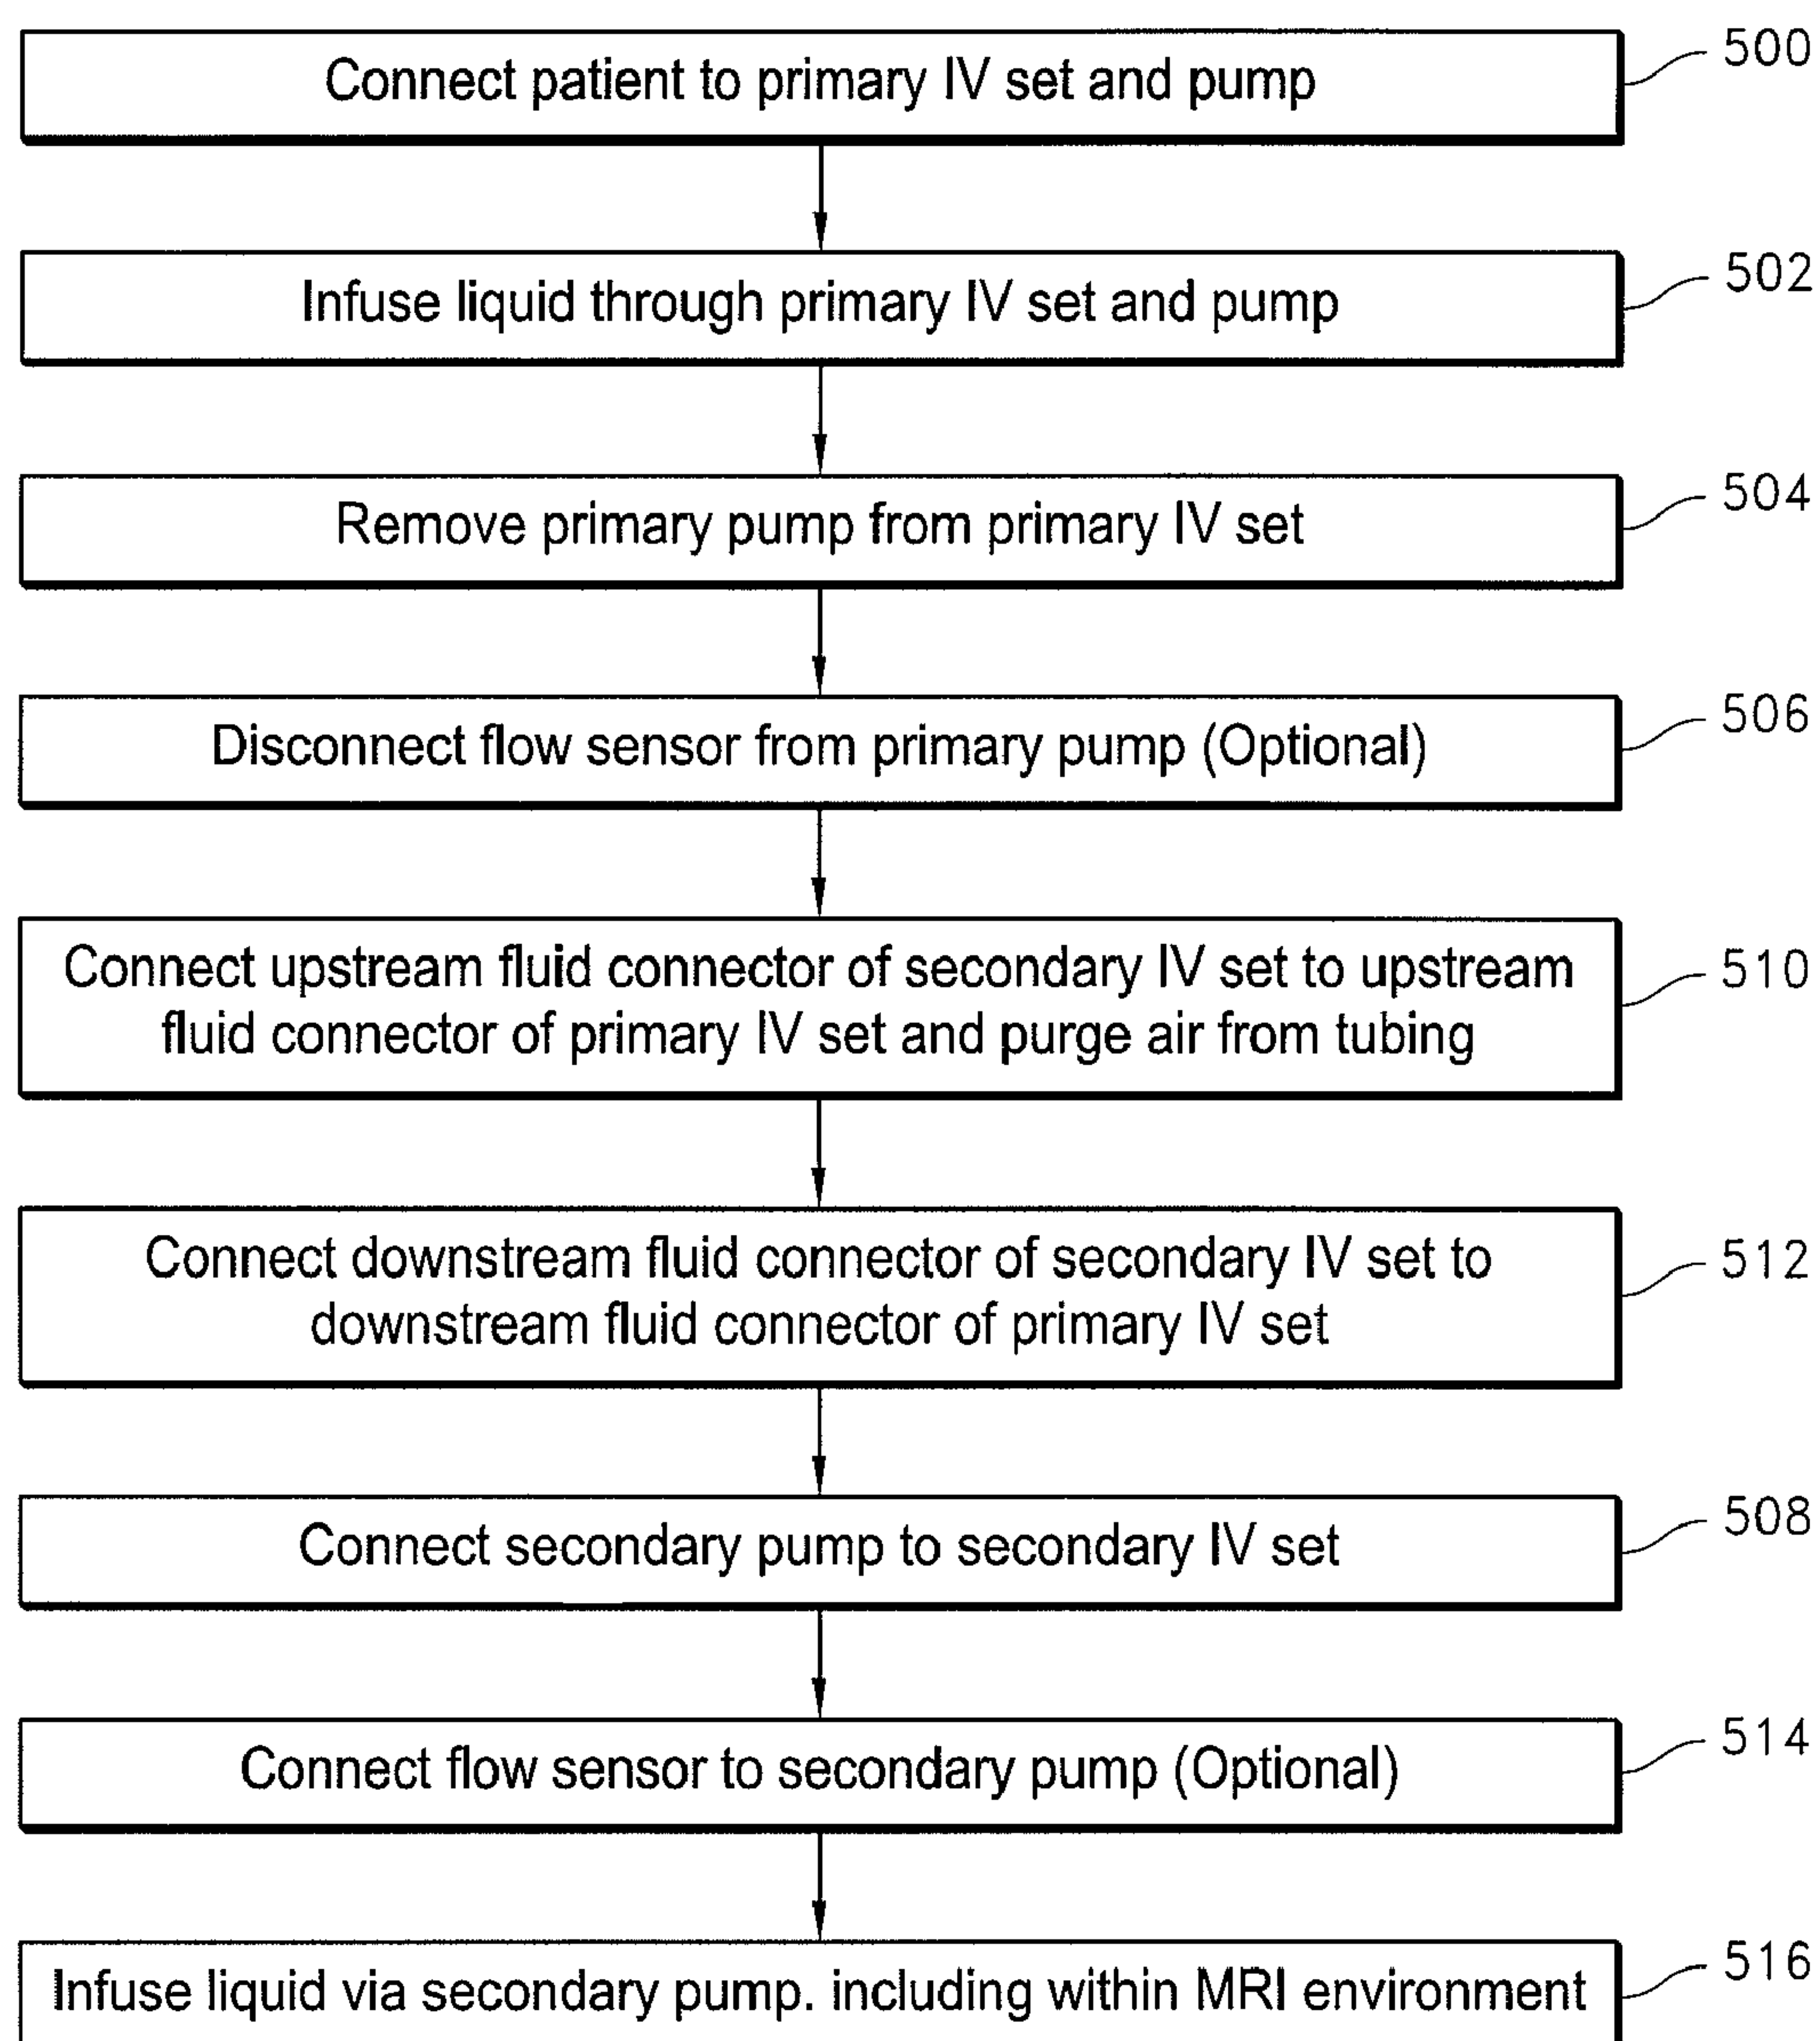 Connect patient to primary IV set and pump
500
Infuse liquid through primary IV set and pump
502
Remove primary pump from primary IV set
504
Disconnect flow sensor from primary pump (Optional)
506
Connect upstream fluid connector of secondary IV set to upstream
fluid connector of primary IV set and purge air from tubing
510
Connect downstream fluid connector of secondary IV set to
downstream fluid connector of primary IV set
512
Connect secondary pump to secondary IV set
508
Connect flow sensor to secondary pump (Optional)
514
Infuse liquid via secondary pump. including within MRI environment
516